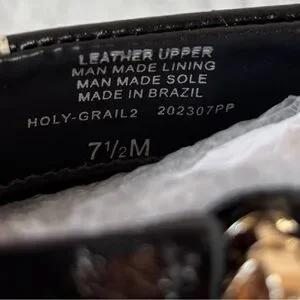 LEATHER UPPER
MAN MADE LINING
MAN MADE SOLE
MADE IN BRAZIL
HOLY-GRAIL2 202307PP
7½M